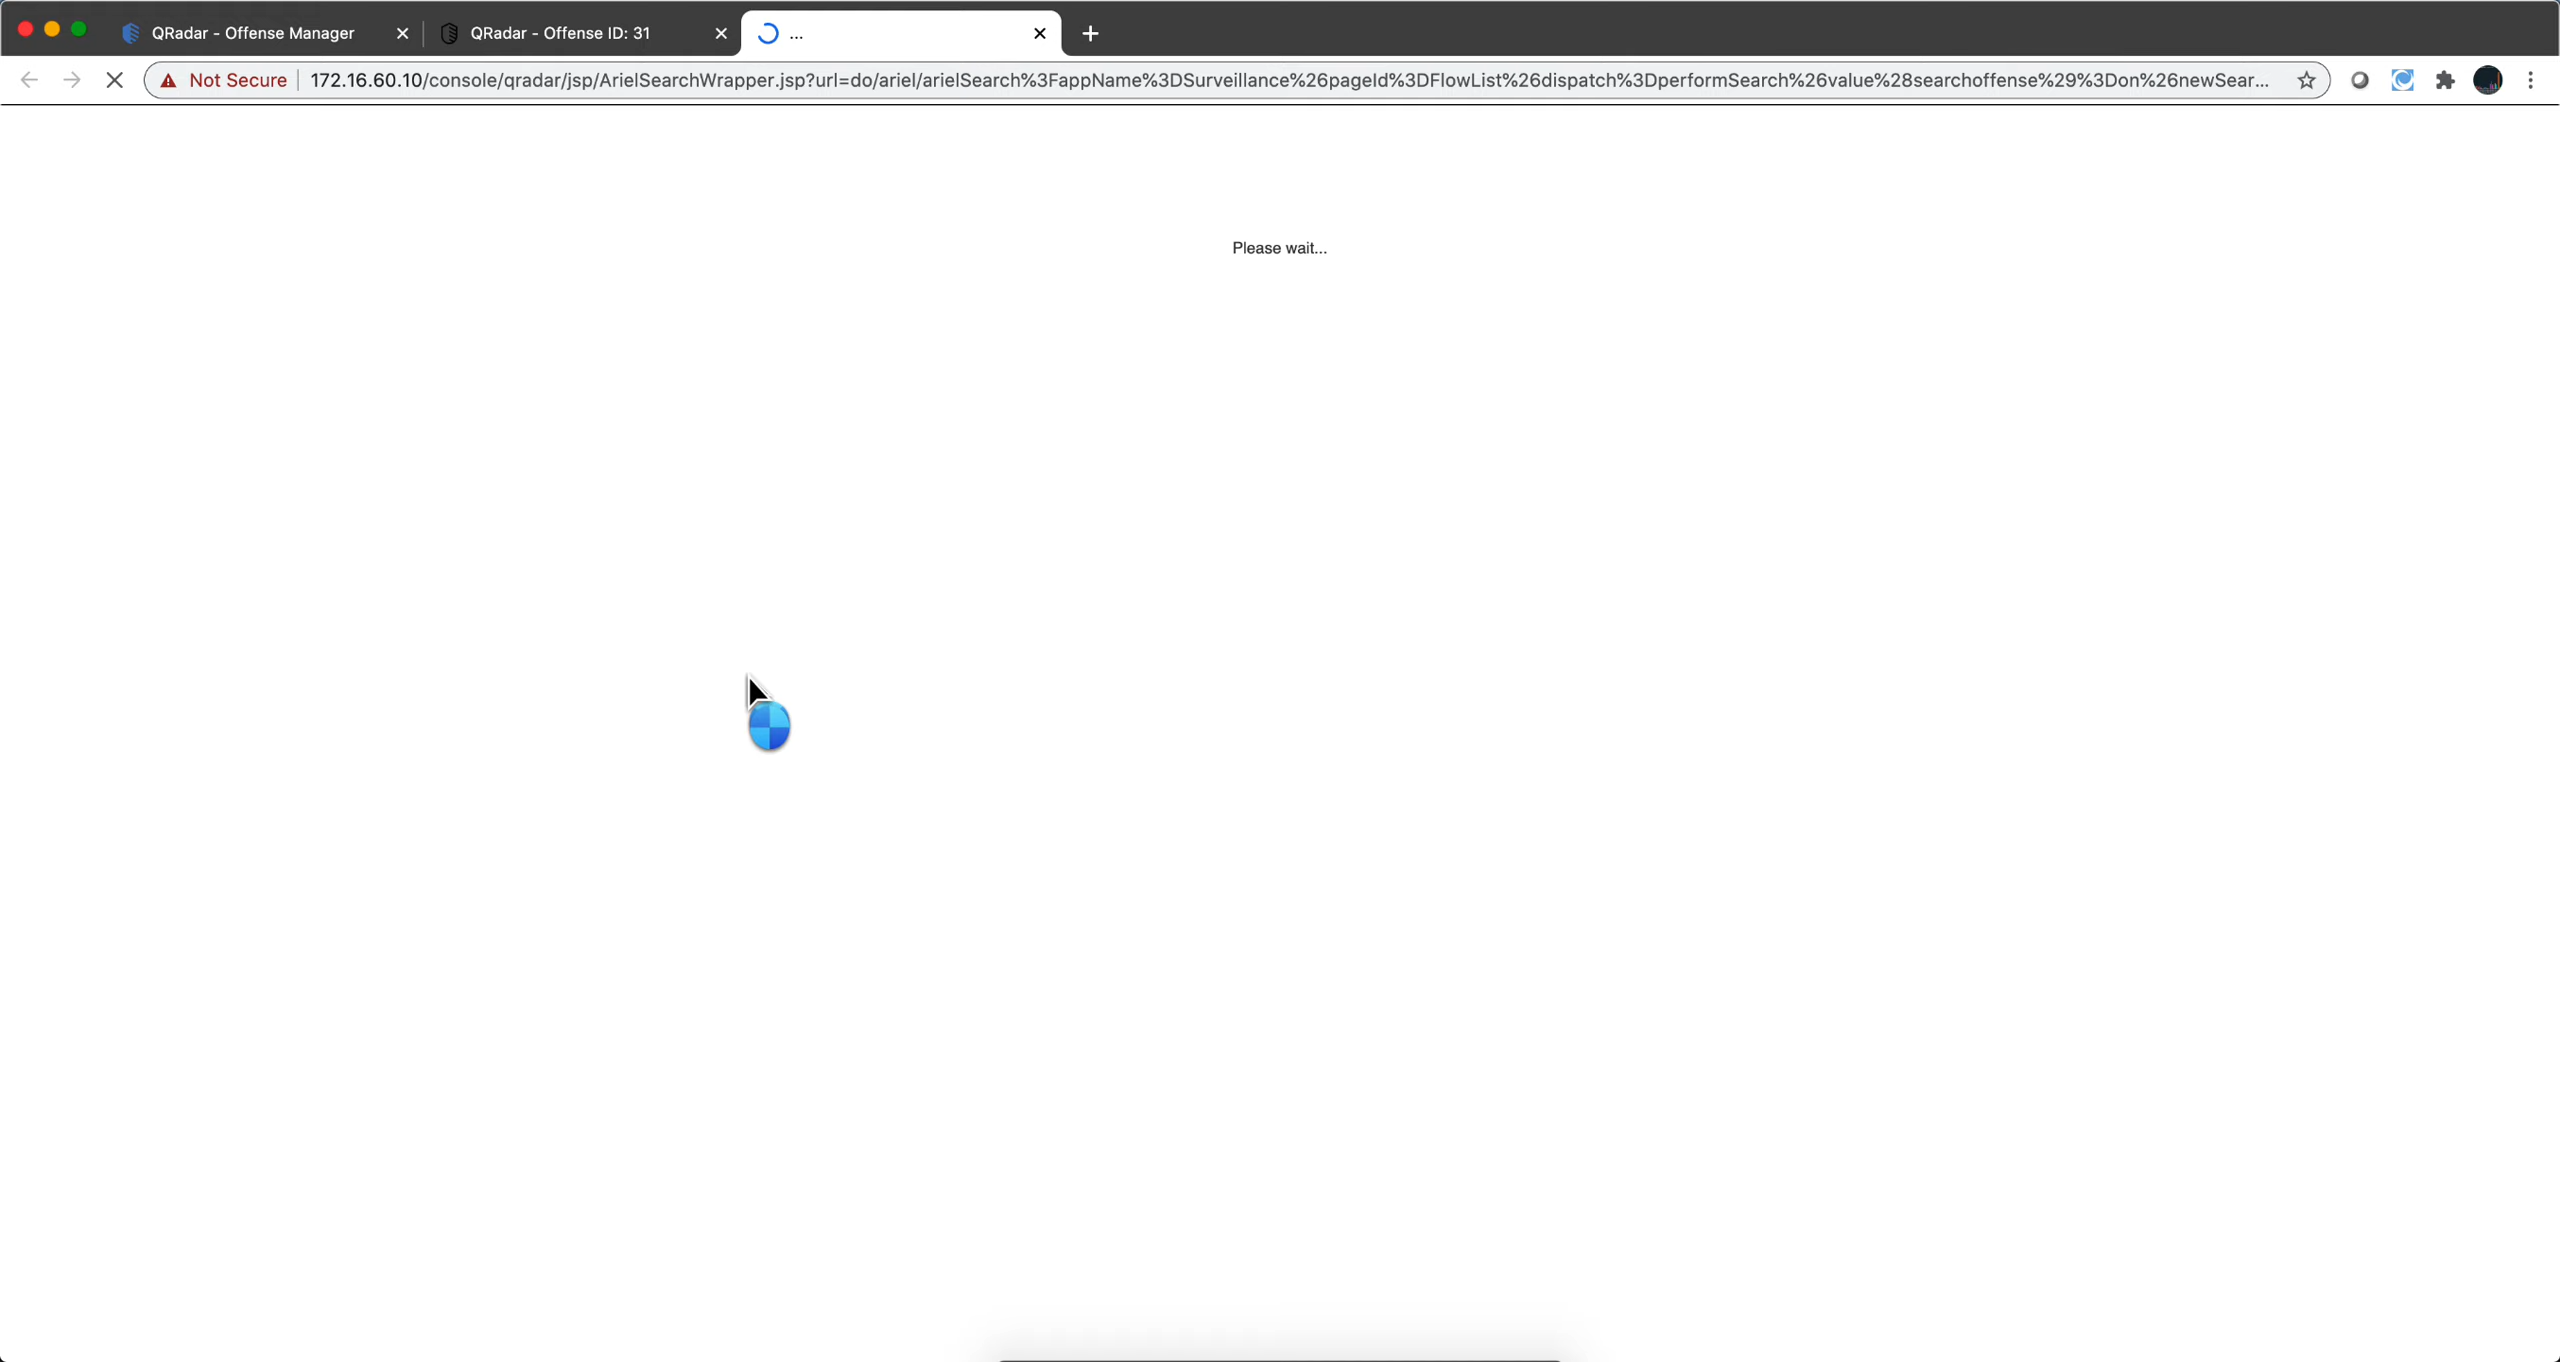 QRadar - Offense Manager
QRadar - Offense ID: 31
...
Not Secure
172.16.60.10/console/qradar/jsp/ArielSearchWrapper.jsp?url=do/ariel/arielSearch%3FappName%3DSurveillance%26pageId%3DFlowList%26dispatch%3DperformSearch%26value%28searchoffense%29%3Don%26newSear...
Please wait...